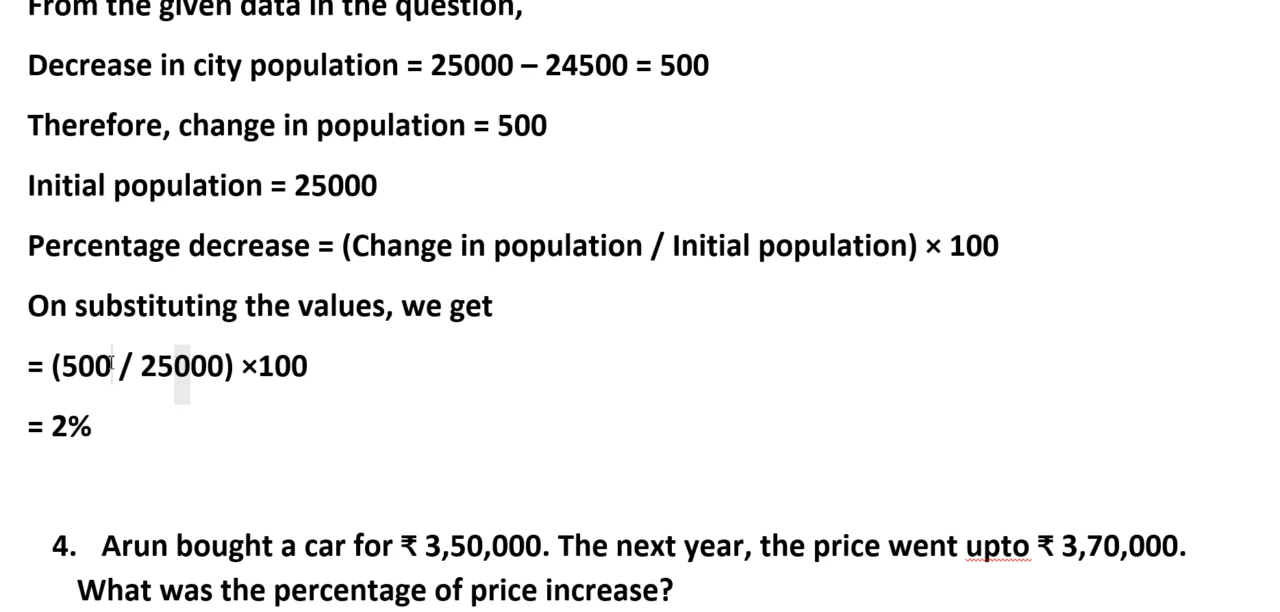 From the given data in the question,
Decrease in city population = 25000 – 24500 = 500
Therefore, change in population = 500
Initial population = 25000
Percentage decrease = (Change in population / Initial population) × 100
On substituting the values, we get
= (500 / 25000) ×100
= 2%
4. Arun bought a car for ₹ 3,50,000. The next year, the price went upto ₹ 3,70,000.
What was the percentage of price increase?